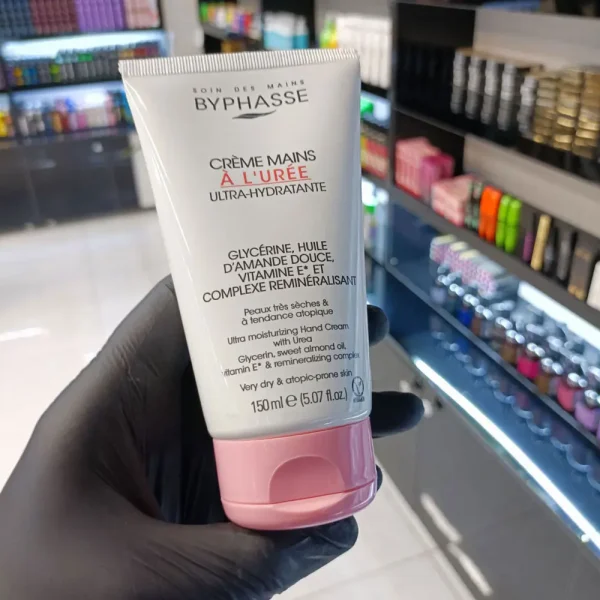 SOIN DES MAINS
BYPHASSE
CRÈME MAINS
À L'URÉE
ULTRA-HYDRATANTE
GLYCÉRINE, HUILE
D'AMANDE DOUCE,
VITAMINE E* ET
COMPLEXE REMINÉRALISANT
Peaux très sèches &
à tendance atopique
Ultra moisturizing Hand Cream
with Urea
Glycerin, sweet almond oil,
vitamin E* & remineralizing complex
Very dry & atopic-prone skin
150 ml e (5.07 fl.oz.)